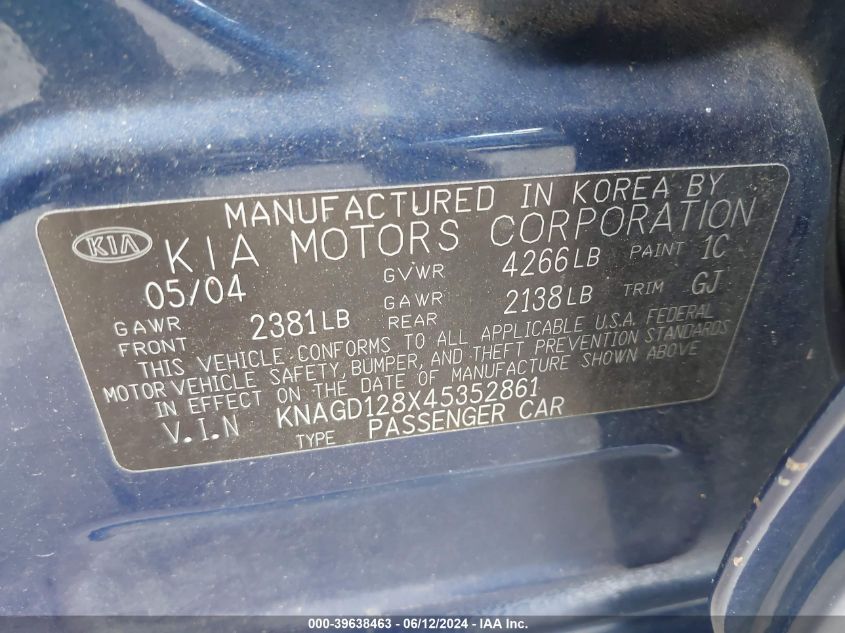 MANUFACTURED IN KOREA BY
KIA KIA MOTORS CORPORATION
05/04 GVWR 4266LB PAINT 1C
GAWR FRONT 2381LB GAWR REAR 2138LB TRIM GJ
THIS VEHICLE CONFORMS TO ALL APPLICABLE U.S.A. FEDERAL
MOTOR VEHICLE SAFETY, BUMPER, AND THEFT PREVENTION STANDARDS
IN EFFECT ON THE DATE OF MANUFACTURE SHOWN ABOVE
V.I.N KNAGD128X45352861
TYPE PASSENGER CAR
000-39638463 - 06/12/2024 - IAA Inc.